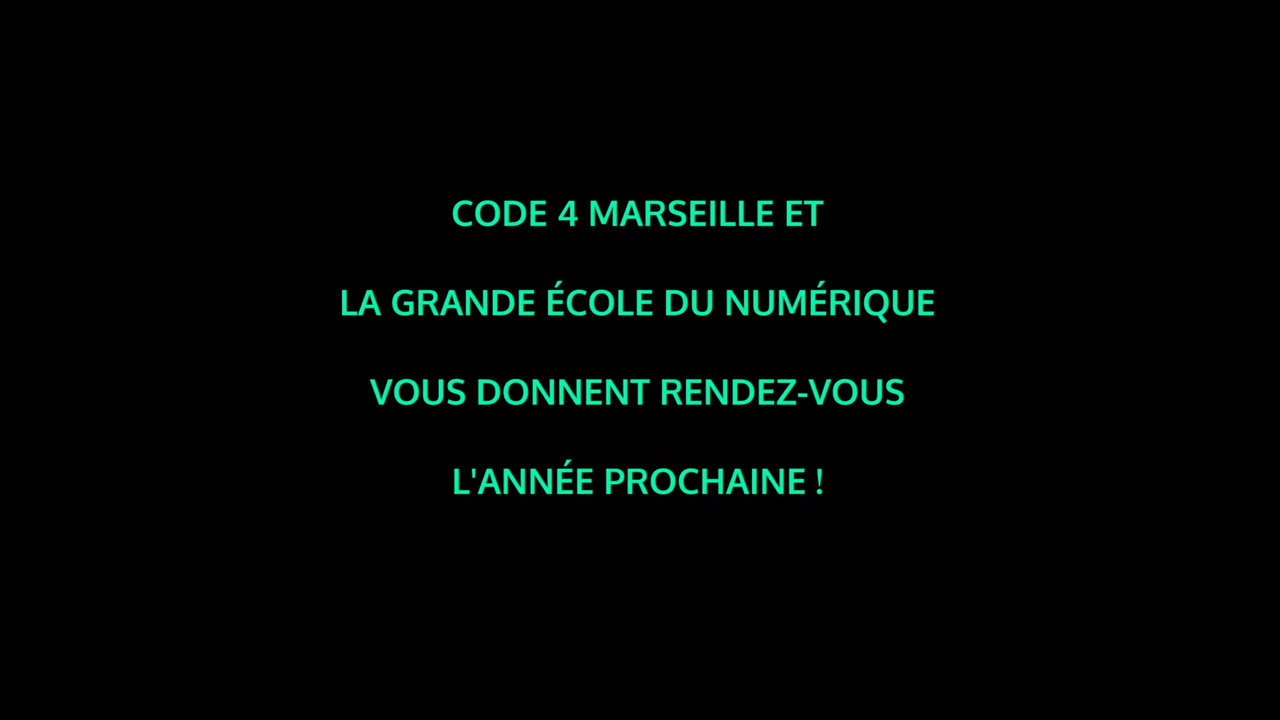 CODE 4 MARSEILLE ET
LA GRANDE ÉCOLE DU NUMÉRIQUE
VOUS DONNENT RENDEZ-VOUS
L'ANNÉE PROCHAINE !